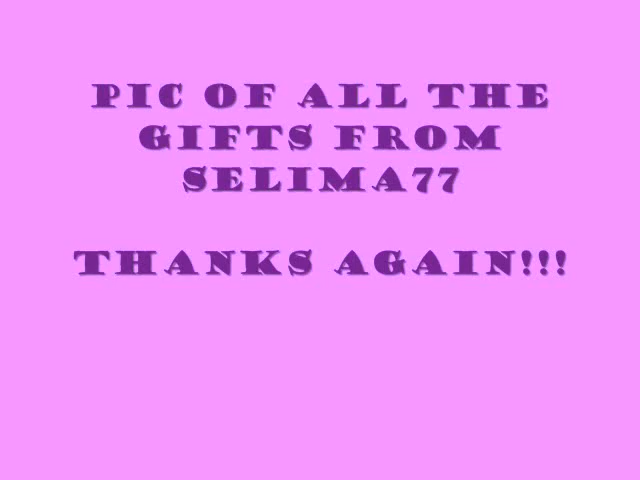 PIC OF ALL THE
GIFTS FROM
SELIMA77
THANKS AGAIN!!!